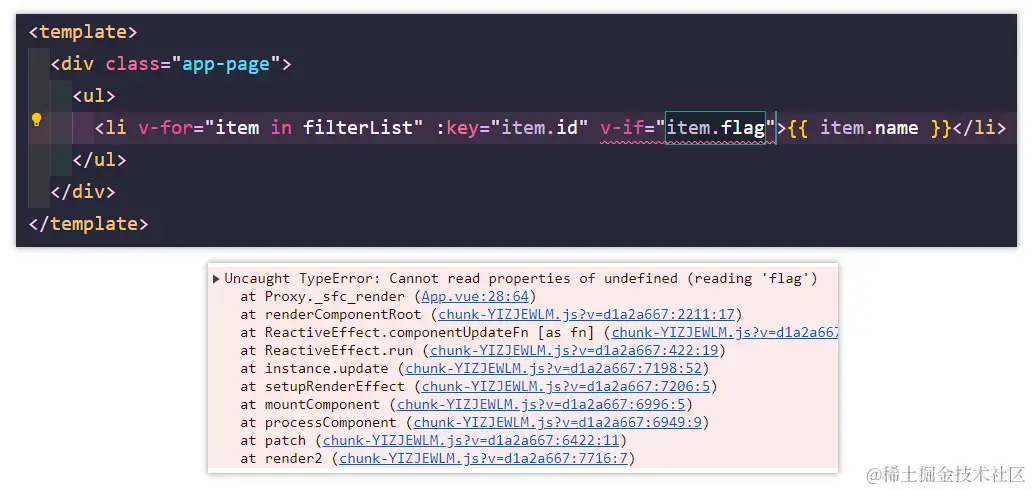 <template>
<div class="app-page">
<ul>
<li v-for="item in filterList" :key="item.id" v-if="item.flag">{{ item.name }}</li>
</ul>
</div>
</template>
Uncaught TypeError: Cannot read properties of undefined (reading 'flag')
at Proxy._sfc_render (App.vue:28:64)
at renderComponentRoot (chunk-YIZJEWLM.js?v=d1a2a667:2211:17)
at ReactiveEffect.componentUpdateFn [as fn] (chunk-YIZJEWLM.js?v=d1a2a667
at ReactiveEffect.run (chunk-YIZJEWLM.js?v=d1a2a667:422:19)
at instance.update (chunk-YIZJEWLM.js?v=d1a2a667:7198:52)
at setupRenderEffect (chunk-YIZJEWLM.js?v=d1a2a667:7206:5)
at mountComponent (chunk-YIZJEWLM.js?v=d1a2a667:6996:5)
at processComponent (chunk-YIZJEWLM.js?v=d1a2a667:6949:9)
at patch (chunk-YIZJEWLM.js?v=d1a2a667:6422:11)
at render2 (chunk-YIZJEWLM.js?v=d1a2a667:7716:7)
@稀土掘金技术社区